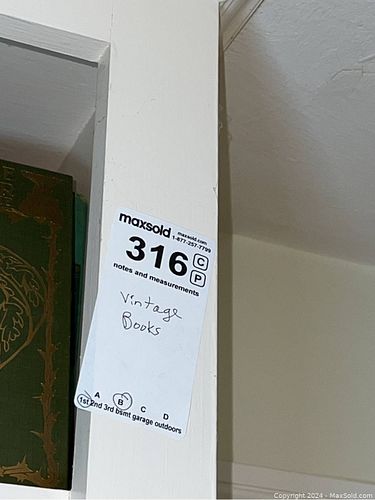 maxsold maxsold.com
1-877-257-7799
316 C
P
notes and measurements
Vintage
Books
A B C D
1st 2nd 3rd bsmt garage outdoors
Copyright 2024 - MaxSold.com